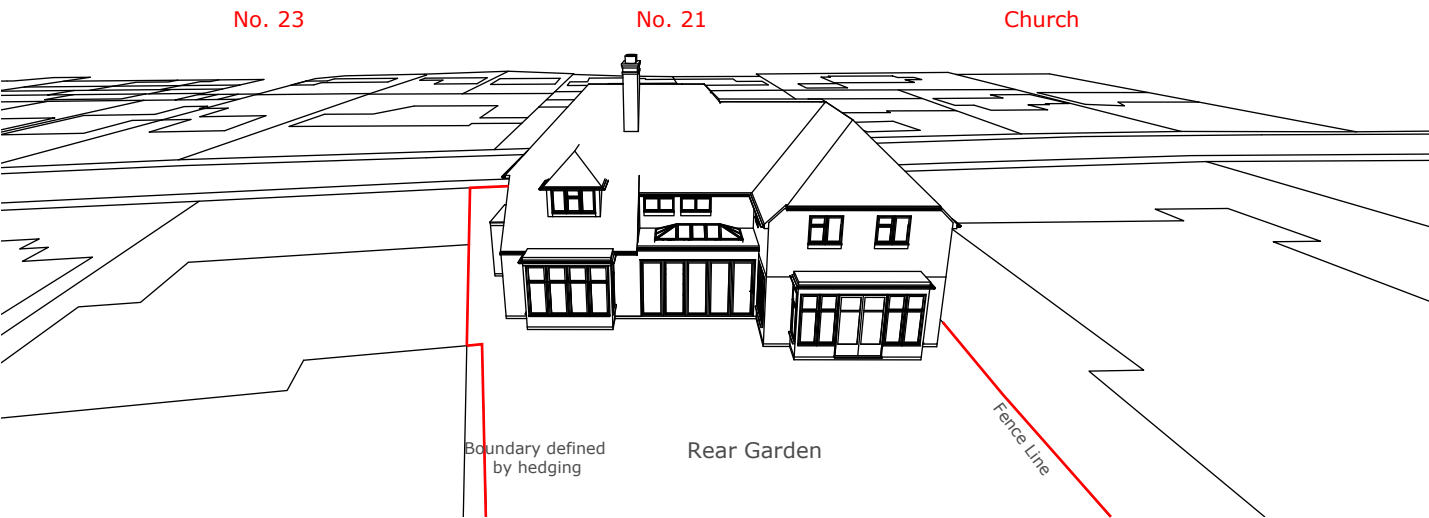 No. 23
No. 21
Church
Boundary defined
by hedging
Rear Garden
Fence Line